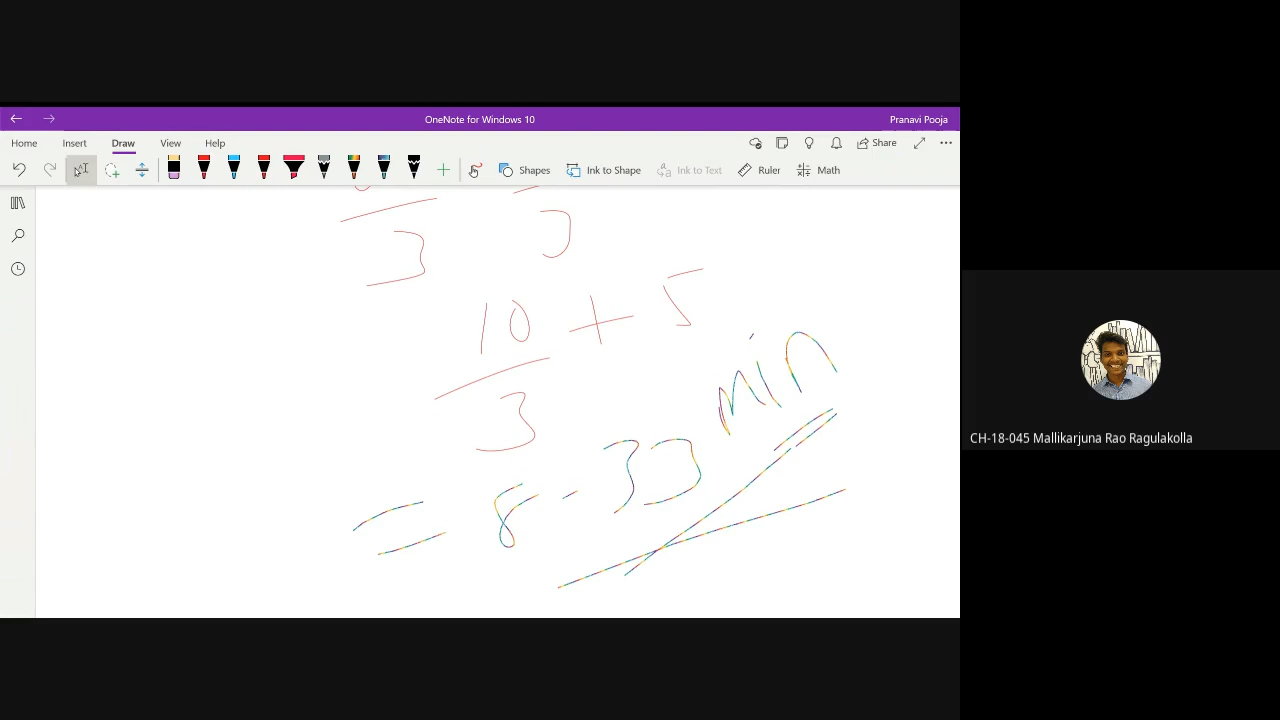 OneNote for Windows 10
Pranavi Pooja
Home Insert Draw View Help
Share
Shapes Ink to Shape Ink to Text Ruler Math
3 3
10 + 5
3
min
= 8.33
CH-18-045 Mallikarjuna Rao Ragulakolla